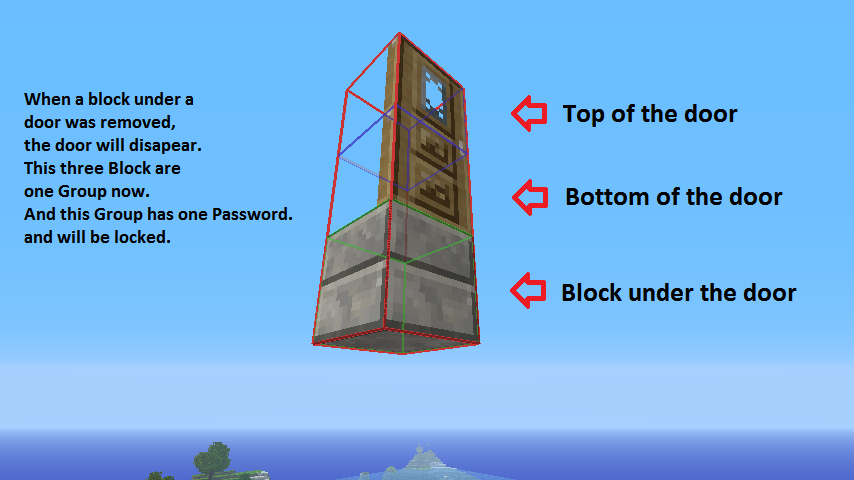 When a block under a
door was removed,
the door will disapear.
This three Block are
one Group now.
And this Group has one Password.
and will be locked.
Top of the door
Bottom of the door
Block under the door